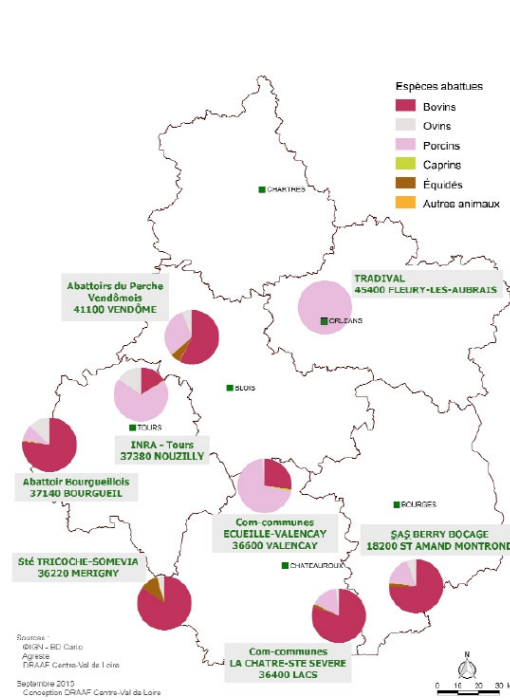 Espèces abattues
Bovins
Ovins
Porcins
Caprins
Équidés
Autres animaux
CHARTRES
TRADIVAL
45400 FLEURY-LES-AUBRAIS
ORLEANS
Abattoirs du Perche
Vendômois
41100 VENDÔME
BLOIS
TOURS
INRA - Tours
37380 NOUZILLY
Abattoir Bourgueillois
37140 BOURGUEIL
Com-communes
ECUEILLE-VALENCAY
36600 VALENCAY
BOURGES
SAS BERRY BOCAGE
18200 ST AMAND MONTROND
Sté TRICOCHE-SOMEVIA
36220 MERIGNY
CHATEAUROUX
Com-communes
LA CHATRE-STE SEVERE
36400 LACS
Sources :
©IGN - BD Carto
Agreste
DRAAF Centre-Val de Loire
Septembre 2015
Conception DRAAF Centre-Val de Loire
N
0 10 20 30